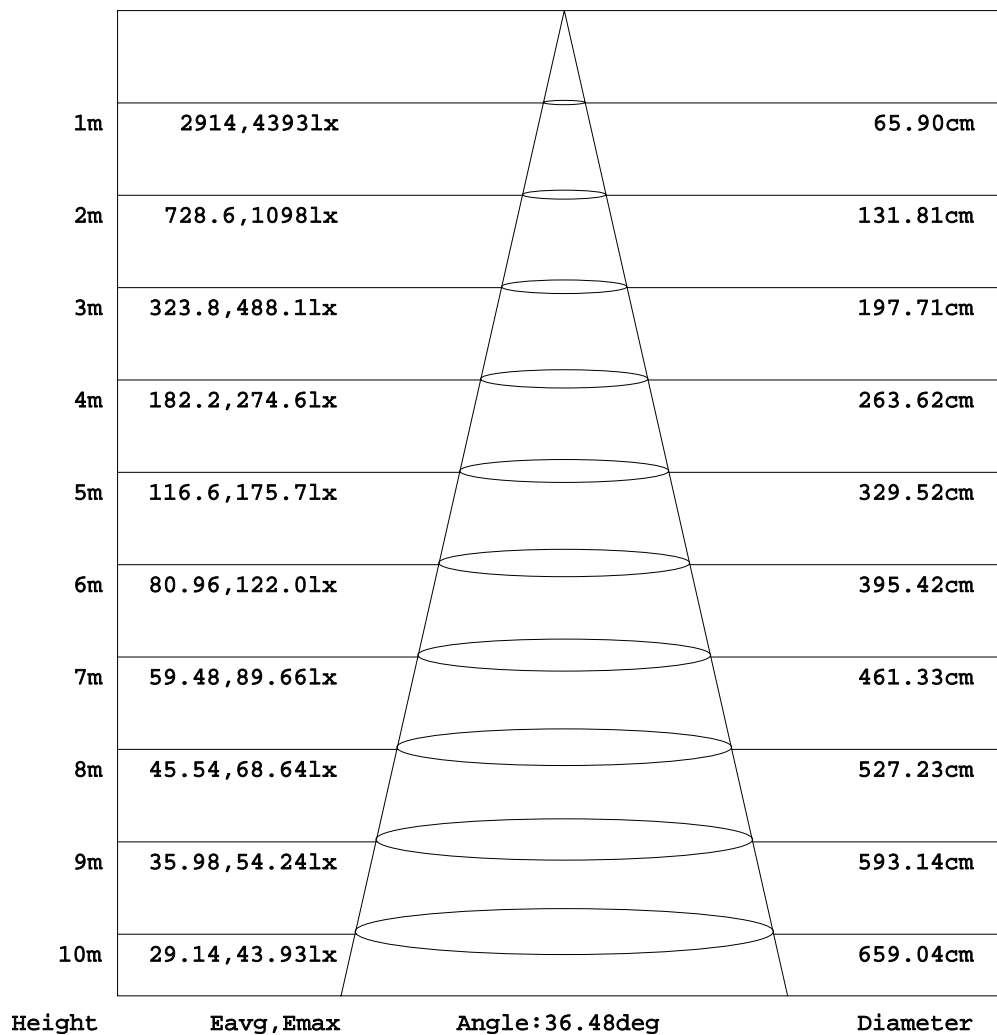 1m 2914,4393lx 65.90cm
2m 728.6,1098lx 131.81cm
3m 323.8,488.1lx 197.71cm
4m 182.2,274.6lx 263.62cm
5m 116.6,175.7lx 329.52cm
6m 80.96,122.0lx 395.42cm
7m 59.48,89.66lx 461.33cm
8m 45.54,68.64lx 527.23cm
9m 35.98,54.24lx 593.14cm
10m 29.14,43.93lx 659.04cm
Height Eavg,Emax Angle:36.48deg Diameter